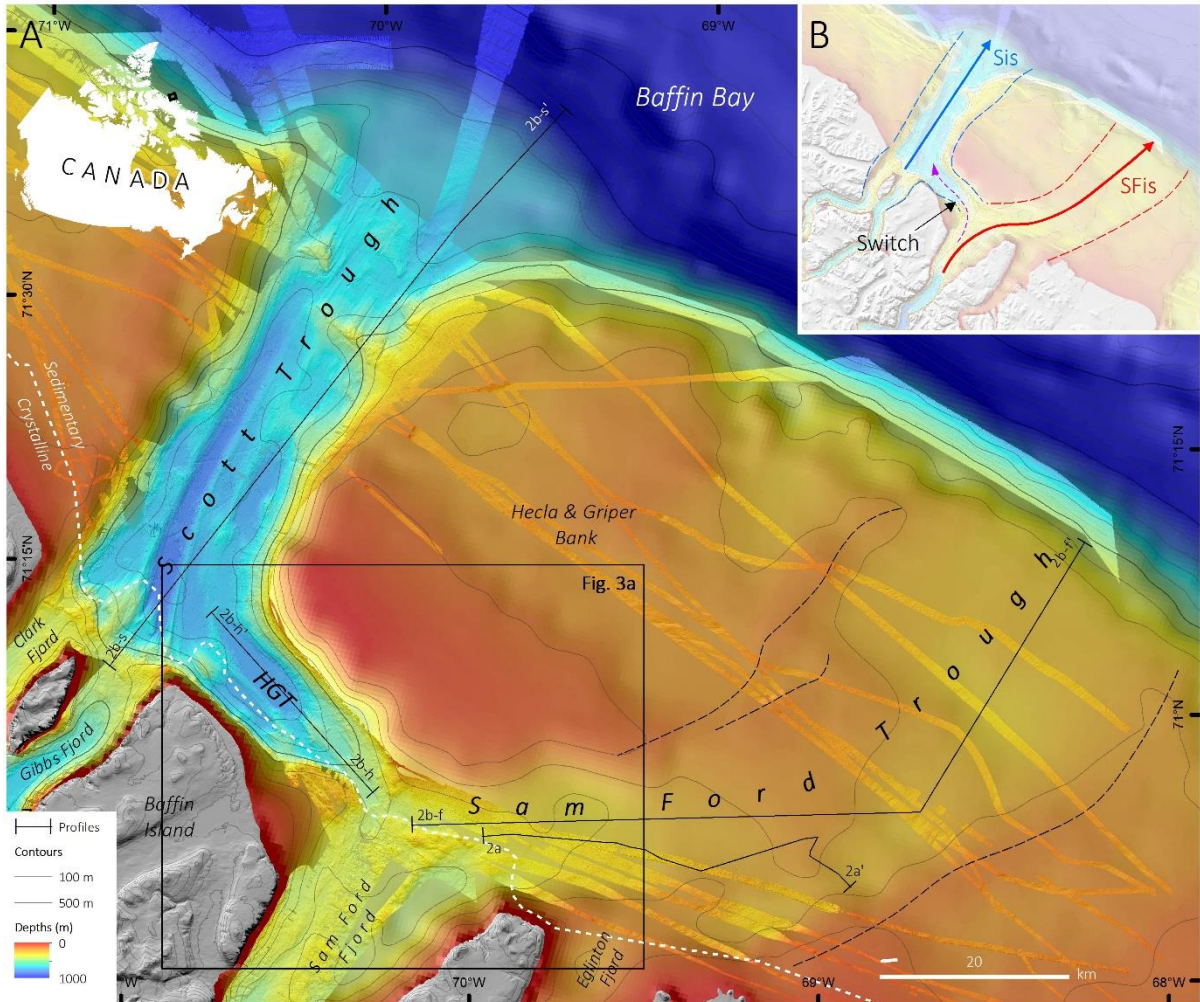 A
71°W
70°W
69°W
CANADA
Baffin Bay
2b-s'
B
Sis
SFis
Switch
71°30'N
71°15'N
Scott Trough
Sedimentary
Crystalline
Hecla & Griper
Bank
71°15'N
Fig. 3a
2b-f'
2b-h'
2b-s
Clark
Fjord
HGT
Gibbs Fjord
2b-h
71°N
Baffin
Island
Sam Ford Trough
2b-f
2a
2a'
Profiles
Contours
100 m
500 m
Depths (m)
0
1000
Sam Ford
Fjord
Eglinton
Fjord
20
km
°W
70°W
69°W
68°W